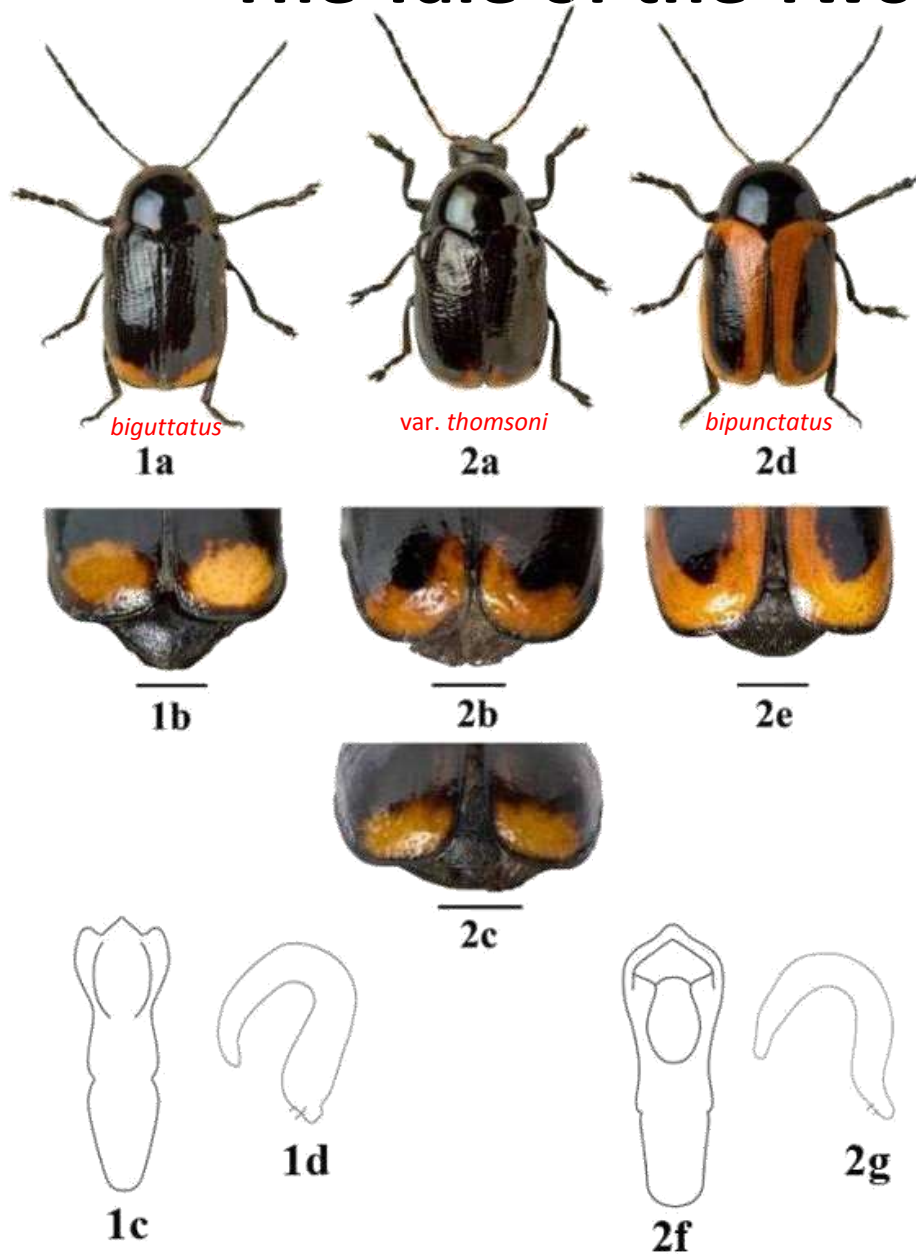 biguttatus
var. thomsoni
bipunctatus
1a
2a
2d
1b
2b
2e
2c
1d
2g
1c
2f